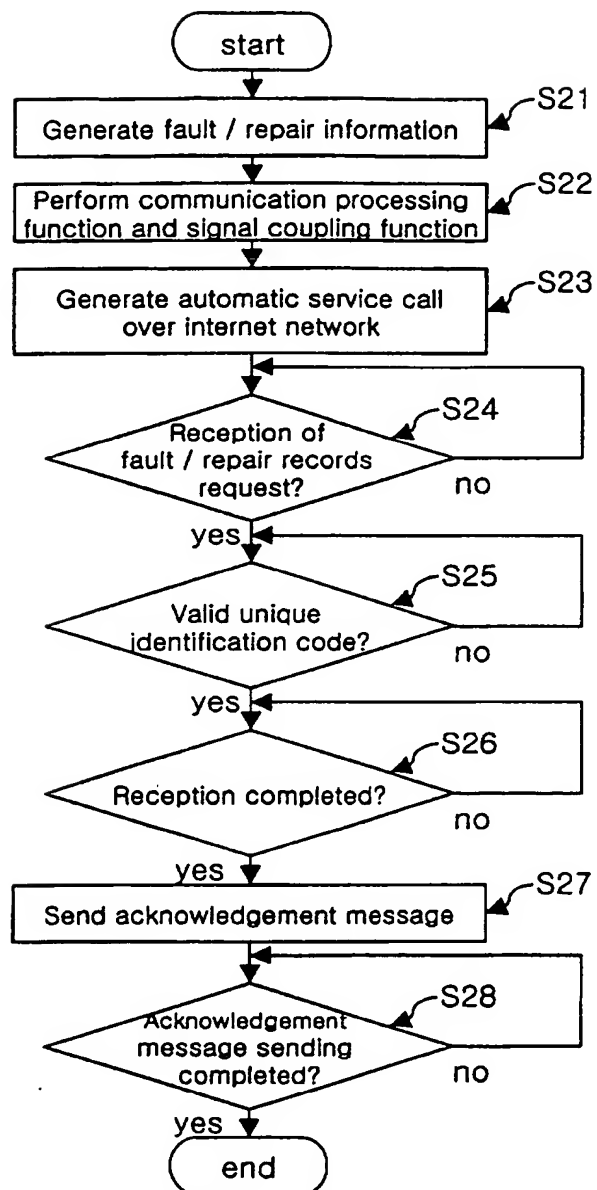 start
S21
Generate fault / repair information
S22
Perform communication processing
function and signal coupling function
S23
Generate automatic service call
over internet network
S24
Reception of
fault / repair records
request?
no
yes
S25
Valid unique
identification code?
no
yes
S26
Reception completed?
no
yes
S27
Send acknowledgement message
S28
Acknowledgement
message sending
completed?
no
yes
end